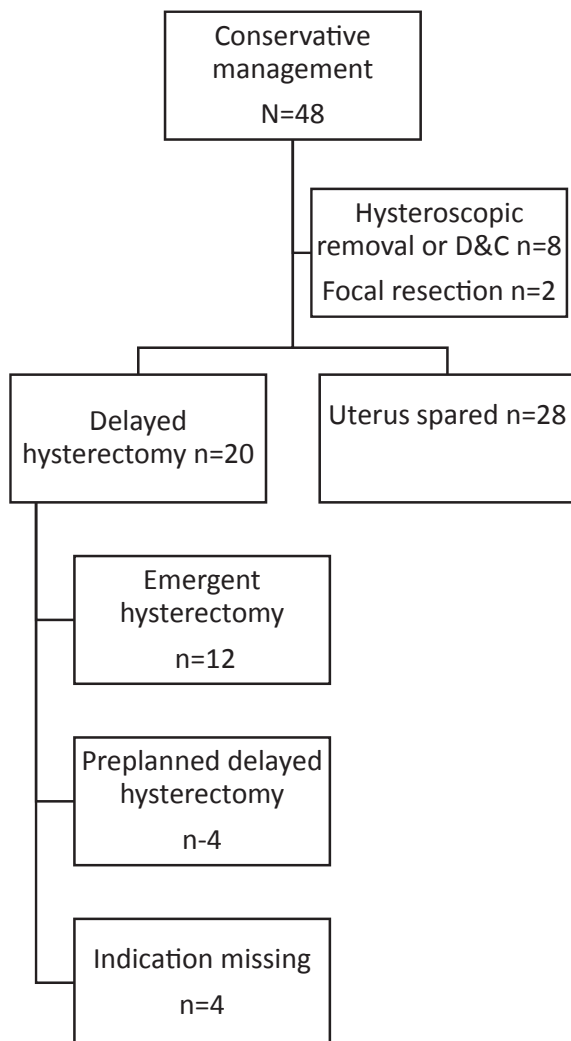 Conservative
management
N=48
Hysteroscopic
removal or D&C n=8
Focal resection n=2
Delayed
hysterectomy n=20
Uterus spared n=28
Emergent
hysterectomy
n=12
Preplanned delayed
hysterectomy
n-4
Indication missing
n=4